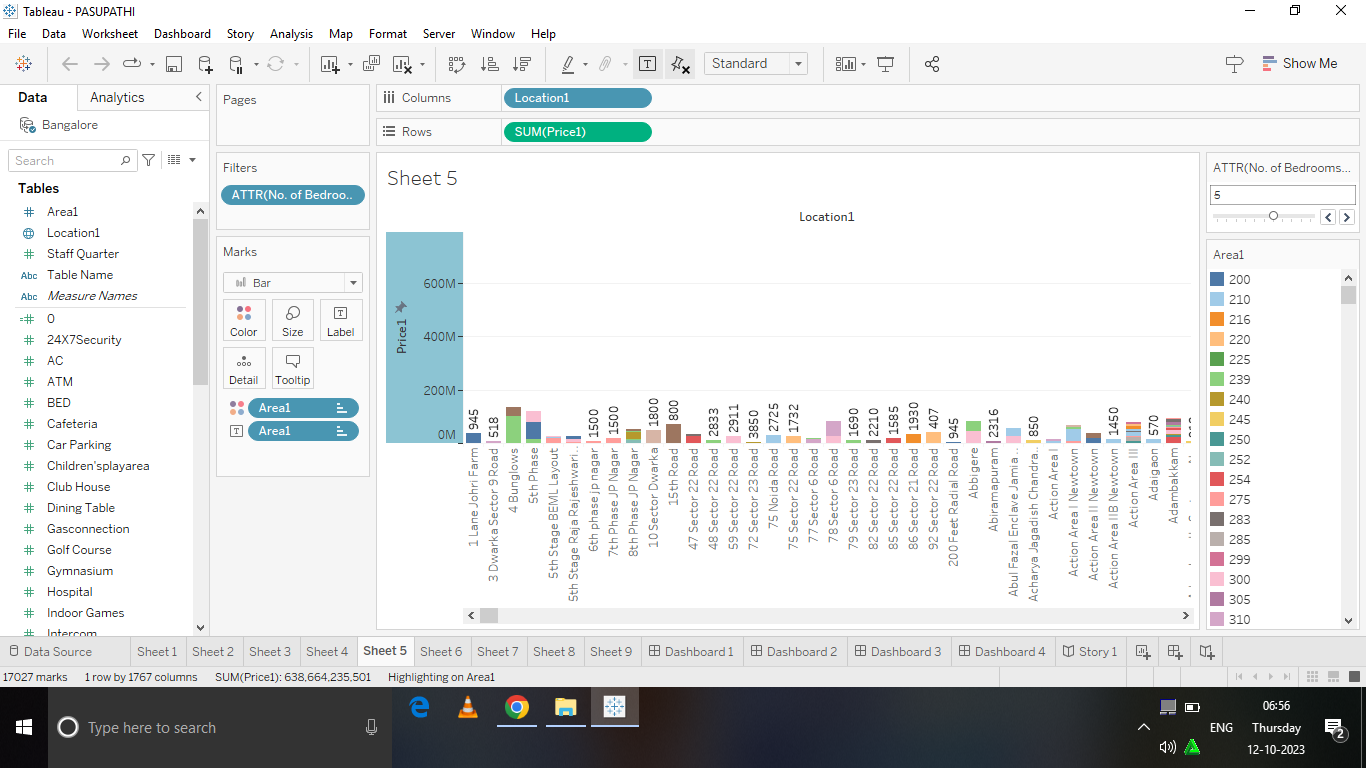 Tableau - PASUPATHI
File Data Worksheet Dashboard Story Analysis Map Format Server Window Help
Standard
Show Me
Data Analytics
Bangalore
Search
Tables
Area1
Location1
Staff Quarter
Abc Table Name
Abc Measure Names
0
24X7Security
AC
ATM
BED
Cafeteria
Car Parking
Children'splayarea
Club House
Dining Table
Gasconnection
Golf Course
Gymnasium
Hospital
Indoor Games
Intercom
Pages
Filters
ATTR(No. of Bedroo..
Marks
Bar
Color Size Label
Detail Tooltip
Area1
Area1
Columns Location1
Rows SUM(Price1)
Sheet 5
Location1
Price1
600M
400M
200M
0M
945
518
1500
1500
1800
800
2833
2911
3850
2725
1732
1690
2210
1585
1930
407
945
2316
850
1450
570
1 Lane Johri Farm
3 Dwarka Sector 9 Road
4 Bunglows
5th Phase
5th Stage BEML Layout
5th Stage Raja Rajeshwari ..
6th phase jp nagar
7th Phase JP Nagar
8th Phase JP Nagar
10 Sector Dwarka
15th Road
47 Sector 22 Road
48 Sector 22 Road
59 Sector 22 Road
72 Sector 23 Road
75 Noida Road
75 Sector 22 Road
77 Sector 6 Road
78 Sector 6 Road
79 Sector 23 Road
82 Sector 22 Road
85 Sector 22 Road
86 Sector 21 Road
92 Sector 22 Road
200 Feet Radial Road
Abbigere
Abiramapuram
Abul Fazal Enclave Jamia ..
Acharya Jagadish Chandra..
Action Area I
Action Area I Newtown
Action Area II Newtown
Action Area IIB Newtown
Action Area III
Adaigaon
Adambakkam
ATTR(No. of Bedrooms...
5
Area1
200
210
216
220
225
239
240
245
250
252
254
275
283
285
299
300
305
310
Data Source Sheet 1 Sheet 2 Sheet 3 Sheet 4 Sheet 5 Sheet 6 Sheet 7 Sheet 8 Sheet 9 Dashboard 1 Dashboard 2 Dashboard 3 Dashboard 4 Story 1
17027 marks 1 row by 1767 columns SUM(Price1): 638,664,235,501 Highlighting on Area1
Type here to search
ENG
06:56
Thursday
12-10-2023
2